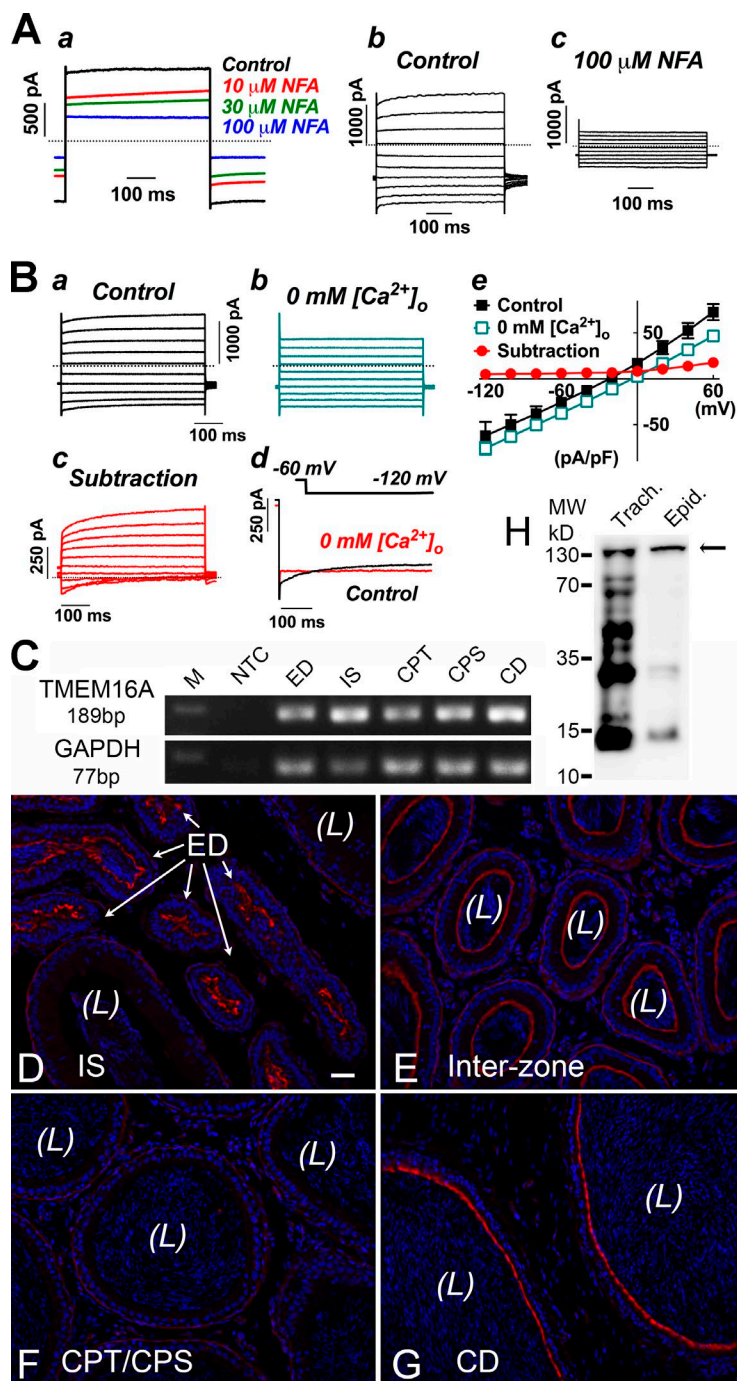 A
a
Control
10 μM NFA
30 μM NFA
100 μM NFA
500 pA
100 ms
b
Control
1000 pA
100 ms
c
100 μM NFA
1000 pA
100 ms
B
a
Control
1000 pA
100 ms
b
0 mM [Ca2+]o
e
Control
0 mM [Ca2+]o
Subtraction
50
-120
-60
60
(mV)
-50
(pA/pF)
c
Subtraction
250 pA
100 ms
d
-60 mV
-120 mV
250 pA
0 mM [Ca2+]o
Control
100 ms
H
MW
kD
Trach.
Epid.
130
70
35
15
10
C
M
NTC
ED
IS
CPT
CPS
CD
TMEM16A
189bp
GAPDH
77bp
ED
(L)
(L)
D
IS
(L)
(L)
(L)
E
Inter-zone
(L)
(L)
(L)
F
CPT/CPS
(L)
(L)
G
CD